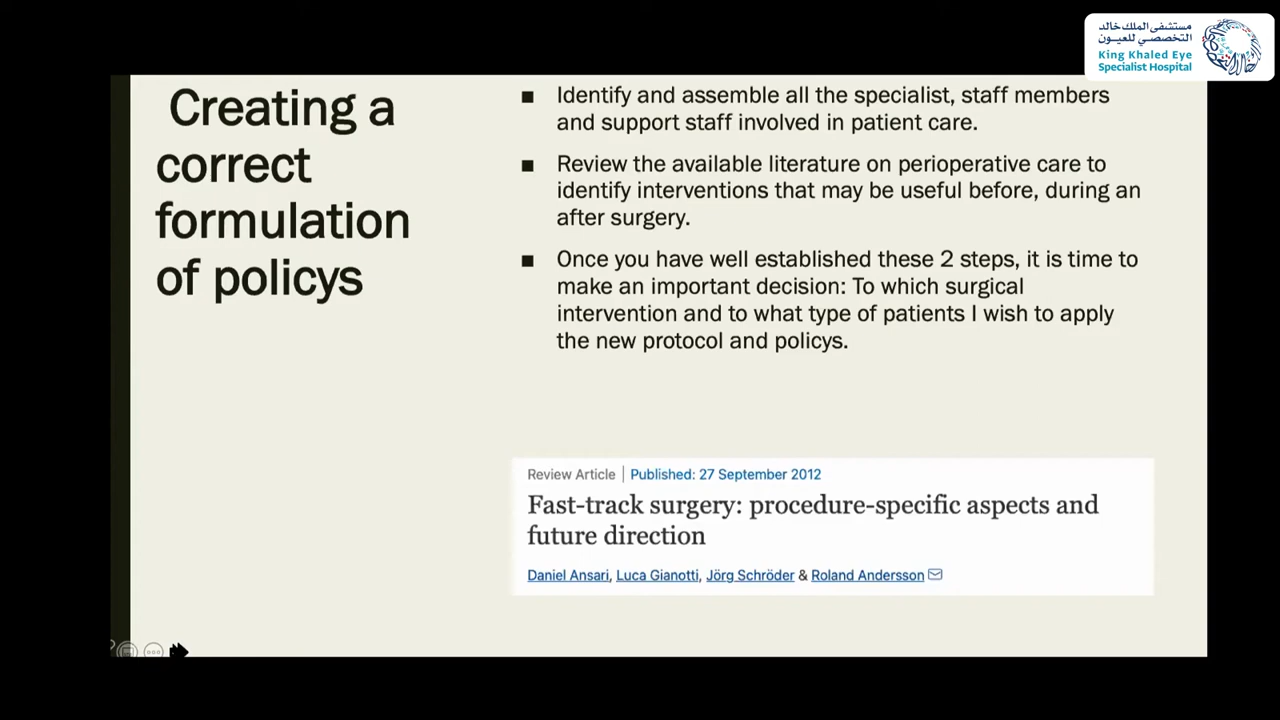 مستشفى الملك خالد
التخصصي للعيون
King Khaled Eye
Specialist Hospital
Creating a
correct
formulation
of policys
■ Identify and assemble all the specialist, staff members
and support staff involved in patient care.
■ Review the available literature on perioperative care to
identify interventions that may be useful before, during an
after surgery.
■ Once you have well established these 2 steps, it is time to
make an important decision: To which surgical
intervention and to what type of patients I wish to apply
the new protocol and policys.
Review Article | Published: 27 September 2012
Fast-track surgery: procedure-specific aspects and
future direction
Daniel Ansari, Luca Gianotti, Jörg Schröder & Roland Andersson